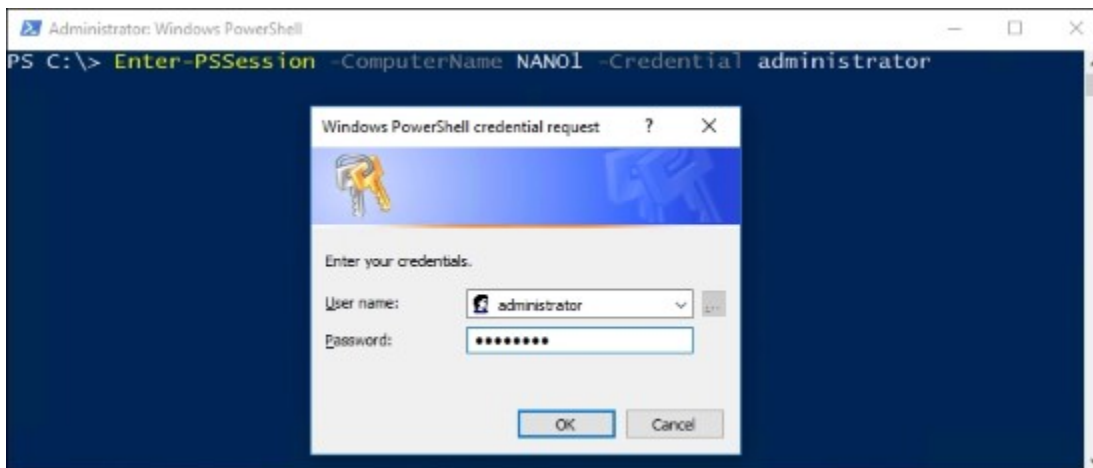 Administrator: Windows PowerShell
PS C:\> Enter-PSSession -ComputerName NANO1 -Credential administrator
Windows PowerShell credential request
Enter your credentials.
User name:
administrator
...
Password:
••••••••
OK
Cancel